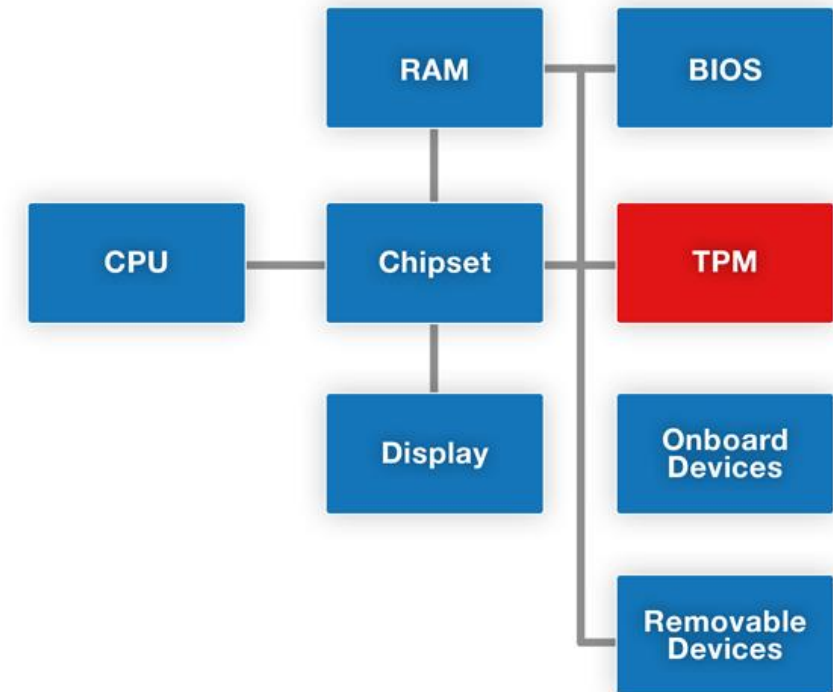 RAM
BIOS
CPU
Chipset
TPM
Display
Onboard
Devices
Removable
Devices